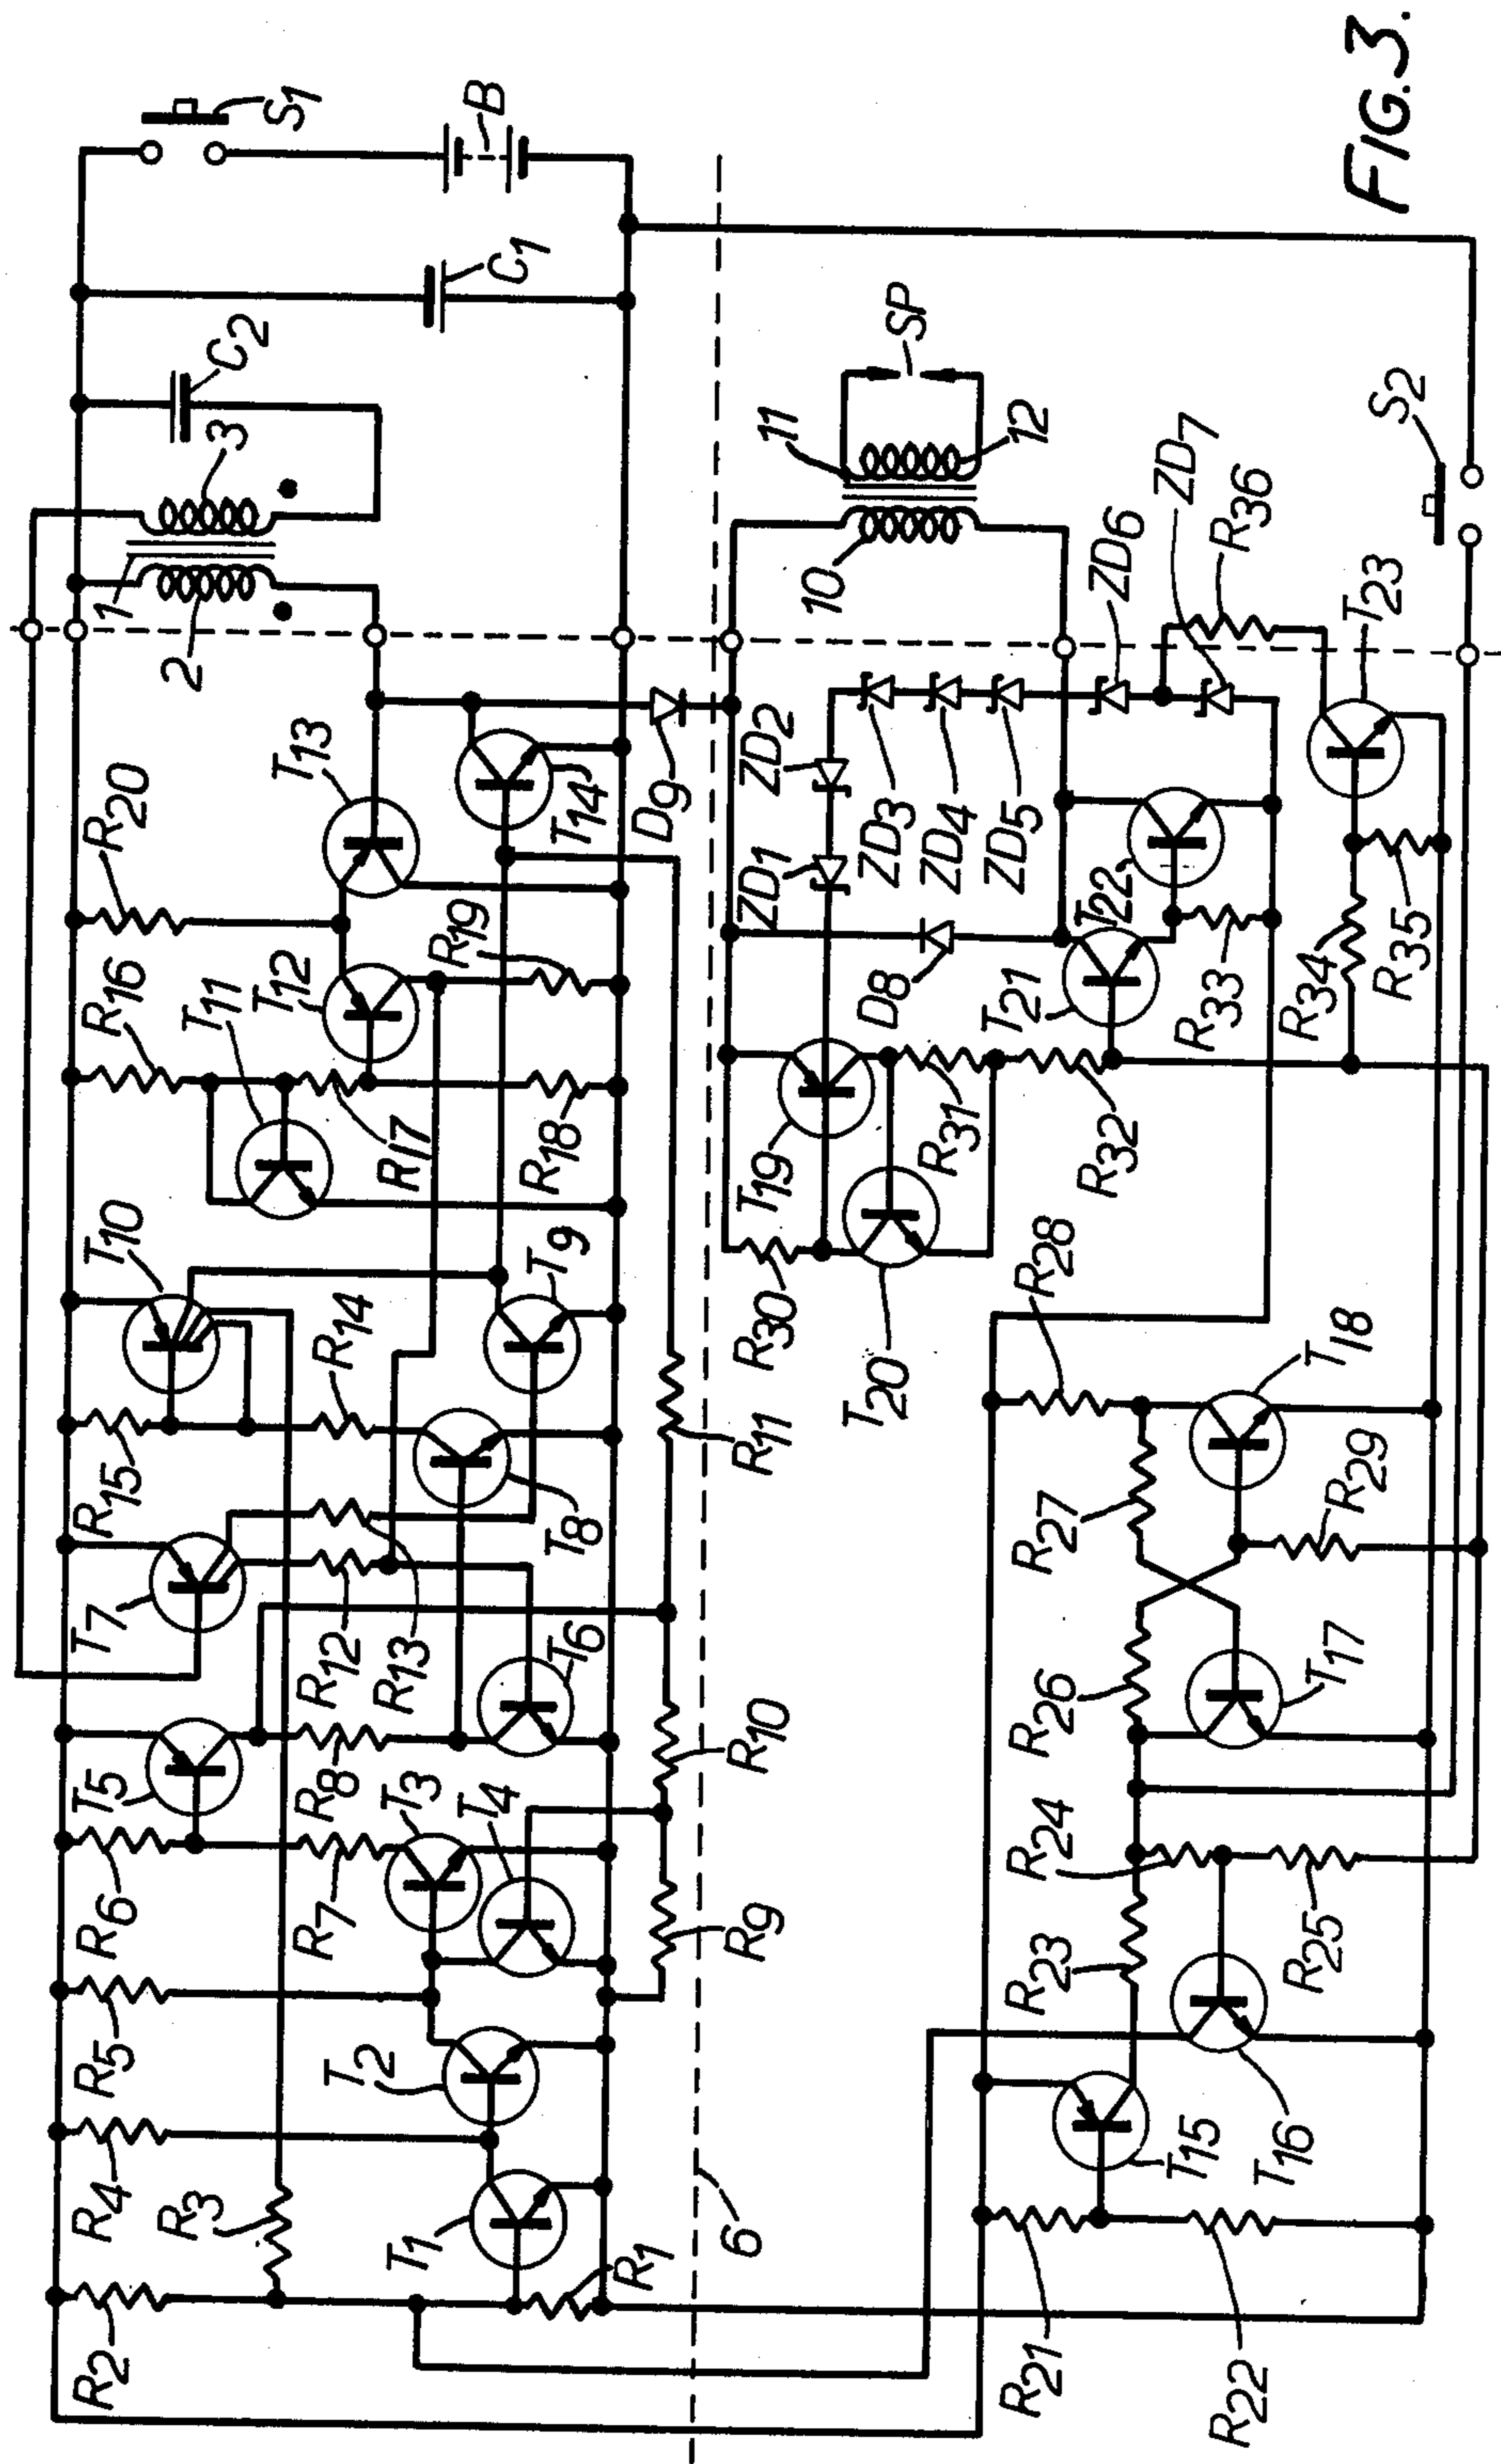 R2
R4
R5
R6
R15
R16
R20
1
2
3
C2
C1
S1
B
R3
T5
T7
T10
T11
T12
T13
R7
R8
R12
R13
R14
R17
R18
R19
T1
T2
T3
T4
T6
T8
T9
T14
D9
R1
R9
R10
R11
6
R30
T19
T20
R31
R32
D8
ZD1
ZD2
ZD3
ZD4
ZD5
ZD6
ZD7
10
11
12
SP
T21
T22
R33
R34
R35
R36
T23
S2
R21
R22
T15
T16
R23
R24
R25
R26
R27
R28
T17
T18
R29
FIG.3.